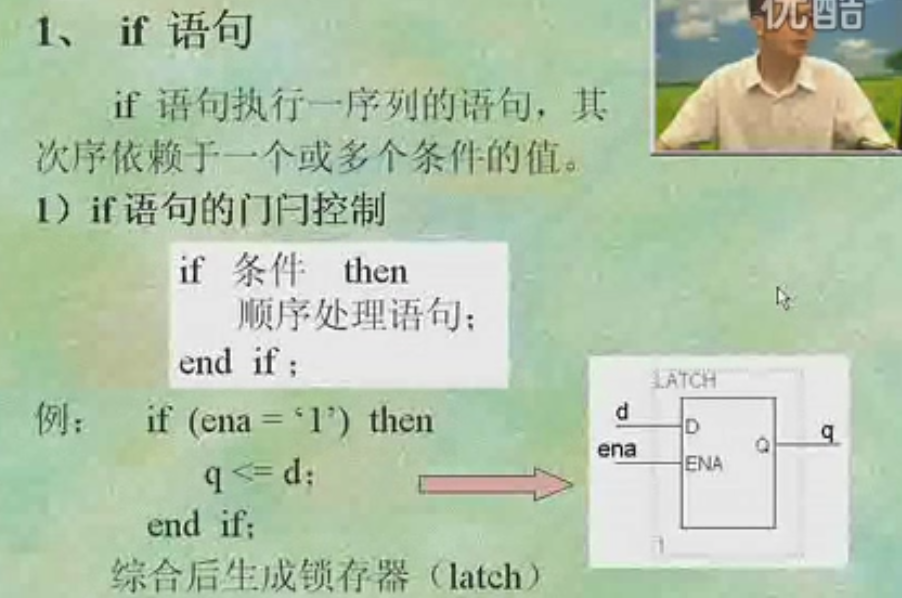 优酷
1、 if 语句
if 语句执行一序列的语句，其
次序依赖于一个或多个条件的值。
1）if 语句的门闩控制
if 条件 then
顺序处理语句；
end if；
例： if (ena = ‘1’) then
q <= d；
end if；
综合后生成锁存器（latch）
LATCH
d
D
Q
q
ena
ENA
1